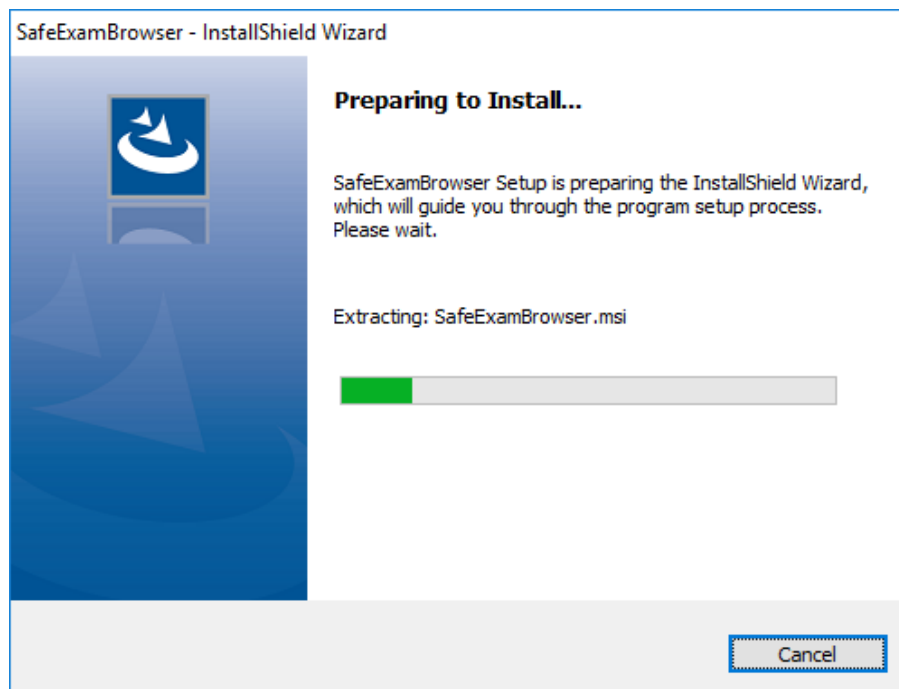 SafeExamBrowser - InstallShield Wizard
Preparing to Install...
SafeExamBrowser Setup is preparing the InstallShield Wizard,
which will guide you through the program setup process.
Please wait.
Extracting: SafeExamBrowser.msi
Cancel